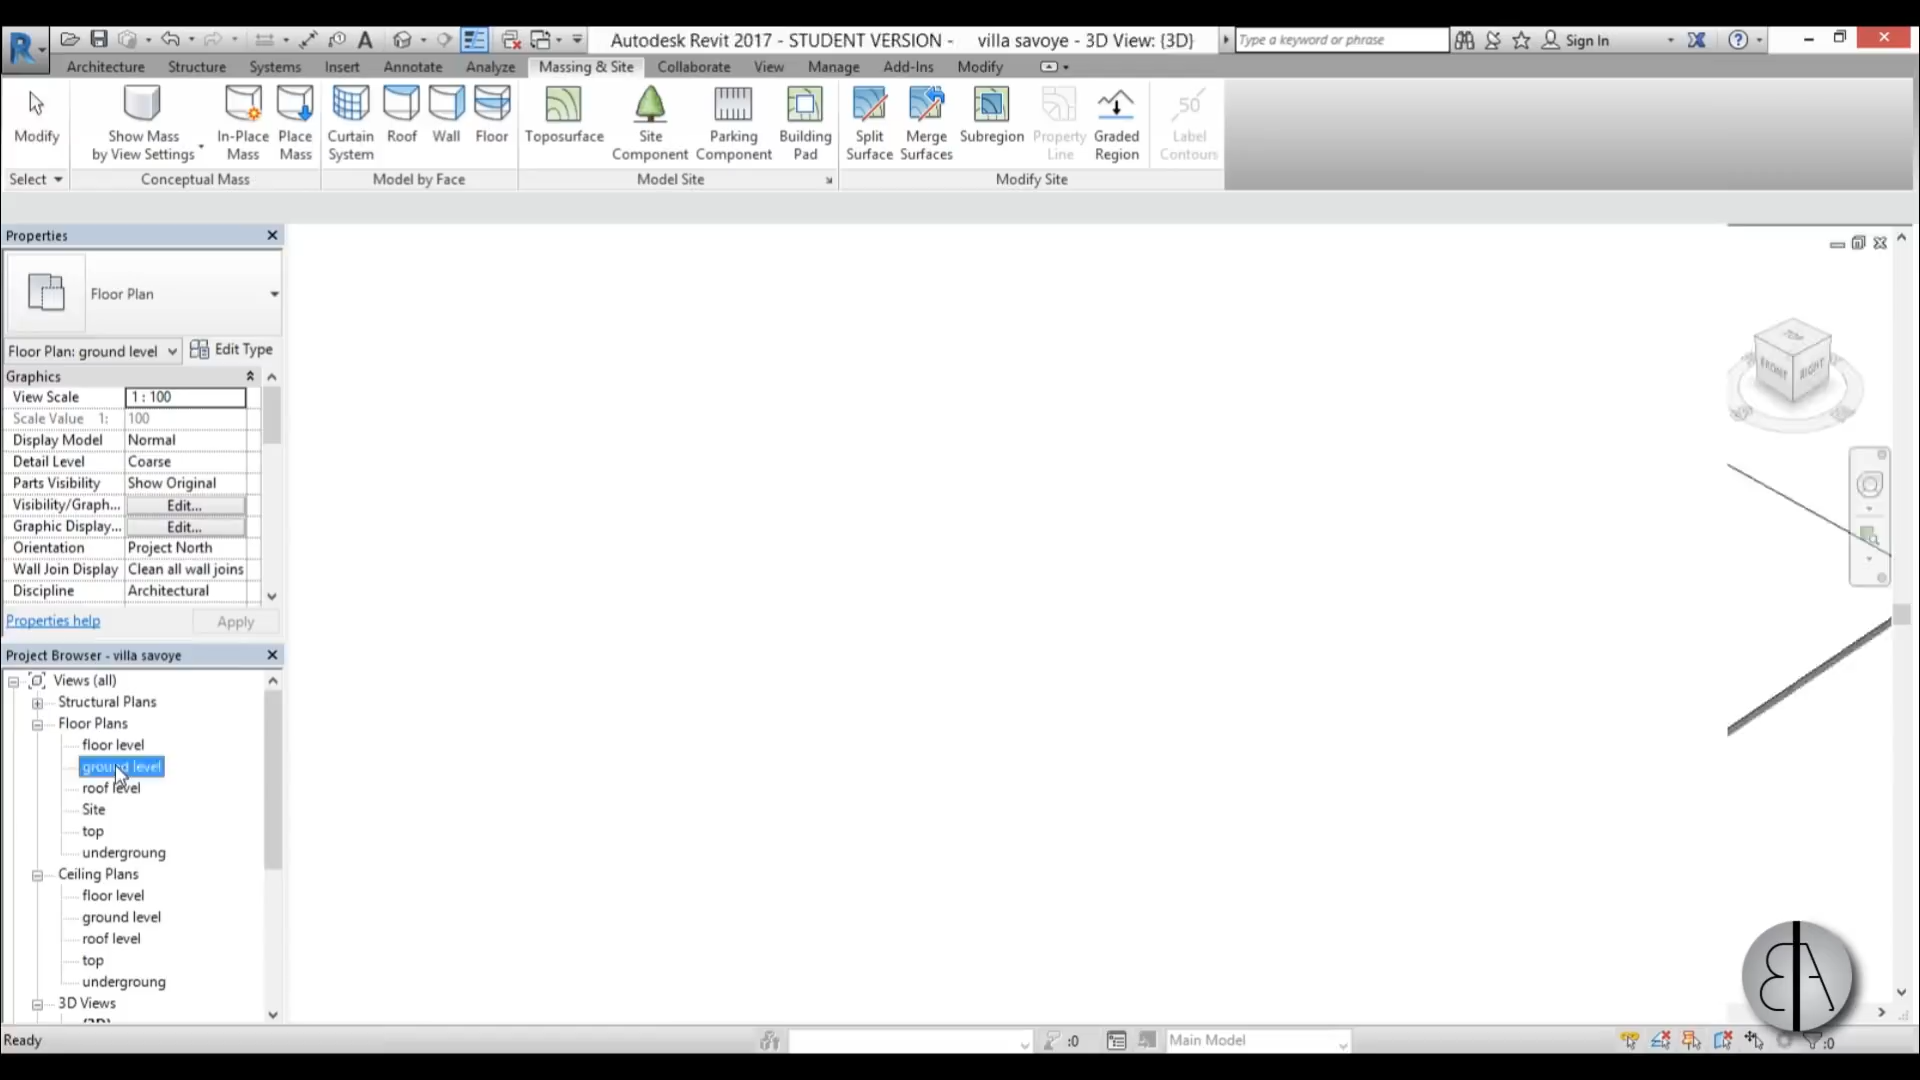 Autodesk Revit 2017 - STUDENT VERSION - villa savoye - 3D View: {3D}
Type a keyword or phrase
Sign In
Architecture Structure Systems Insert Annotate Analyze Massing & Site Collaborate View Manage Add-Ins Modify
Modify
Show Mass
by View Settings
In-Place
Mass
Place
Mass
Curtain
System
Roof
Wall
Floor
Toposurface
Site
Component
Parking
Component
Building
Pad
Split
Surface
Merge
Surfaces
Subregion
Property
Line
Graded
Region
50
Label
Contours
Select
Conceptual Mass
Model by Face
Model Site
Modify Site
Properties
Floor Plan
Floor Plan: ground level
Edit Type
Graphics
View Scale 1 : 100
Scale Value 1: 100
Display Model Normal
Detail Level Coarse
Parts Visibility Show Original
Visibility/Graph... Edit...
Graphic Display... Edit...
Orientation Project North
Wall Join Display Clean all wall joins
Discipline Architectural
Properties help
Apply
Project Browser - villa savoye
Views (all)
Structural Plans
Floor Plans
floor level
ground level
roof level
Site
top
undergroung
Ceiling Plans
floor level
ground level
roof level
top
undergroung
3D Views
TOP
FRONT
RIGHT
Ready
:0
Main Model
:0